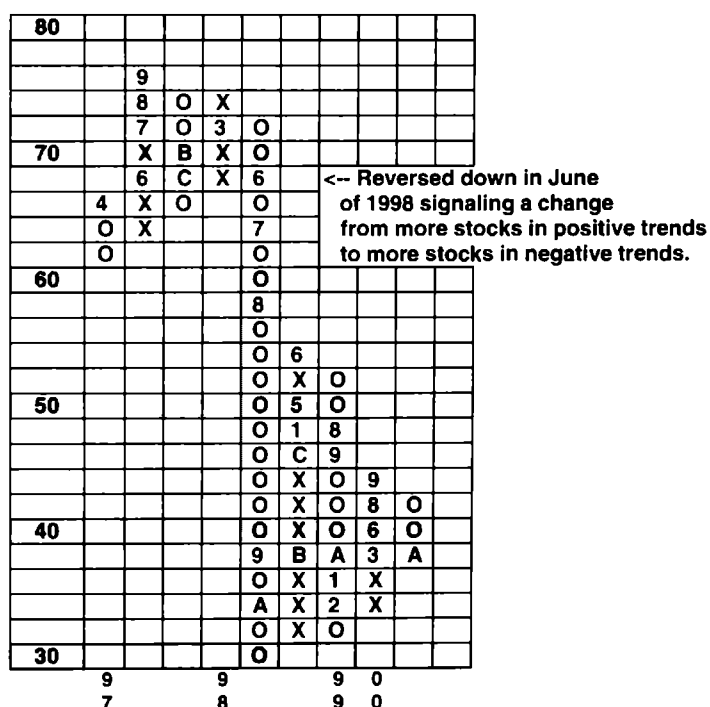 80
9
8 O X
7 O 3 O
70 X B X O
6 C X 6 <-- Reversed down in June
4 X O O of 1998 signaling a change
O X 7 from more stocks in positive trends
O O to more stocks in negative trends.
60 O
8
O
O 6
O X O
50 O 5 O
O 1 8
O C 9
O X O 9
O X O 8 O
40 O X O 6 O
9 B A 3 A
O X 1 X
A X 2 X
O X O
30 O
9 9 9 0
7 8 9 0